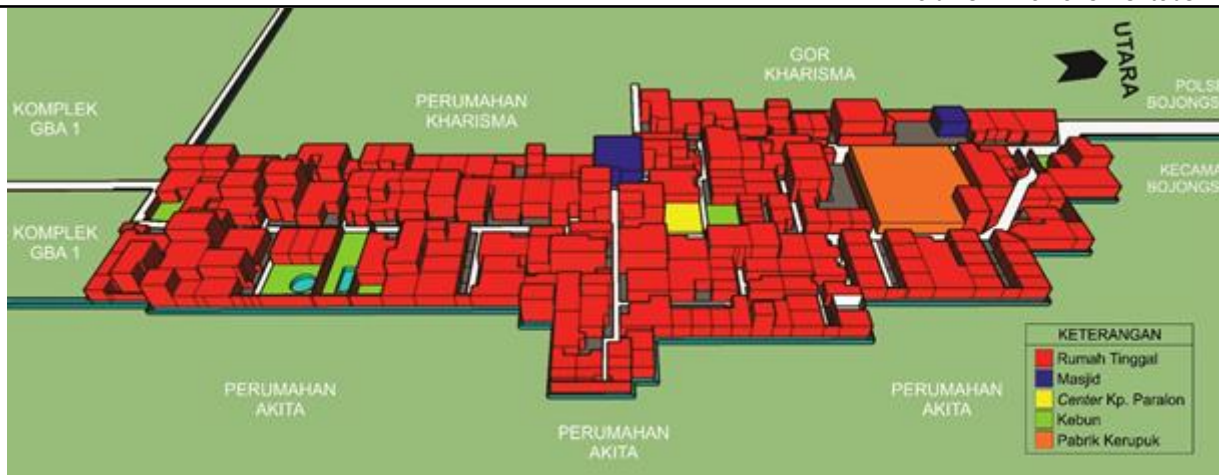 GOR
KHARISMA
UTARA
KOMPLEK
GBA 1
PERUMAHAN
KHARISMA
KOMPLEK
GBA 1
PERUMAHAN
AKITA
PERUMAHAN
AKITA
PERUMAHAN
AKITA
KETERANGAN
Rumah Tinggal
Masjid
Center Kp. Paralon
Kebun
Pabrik Kerupuk